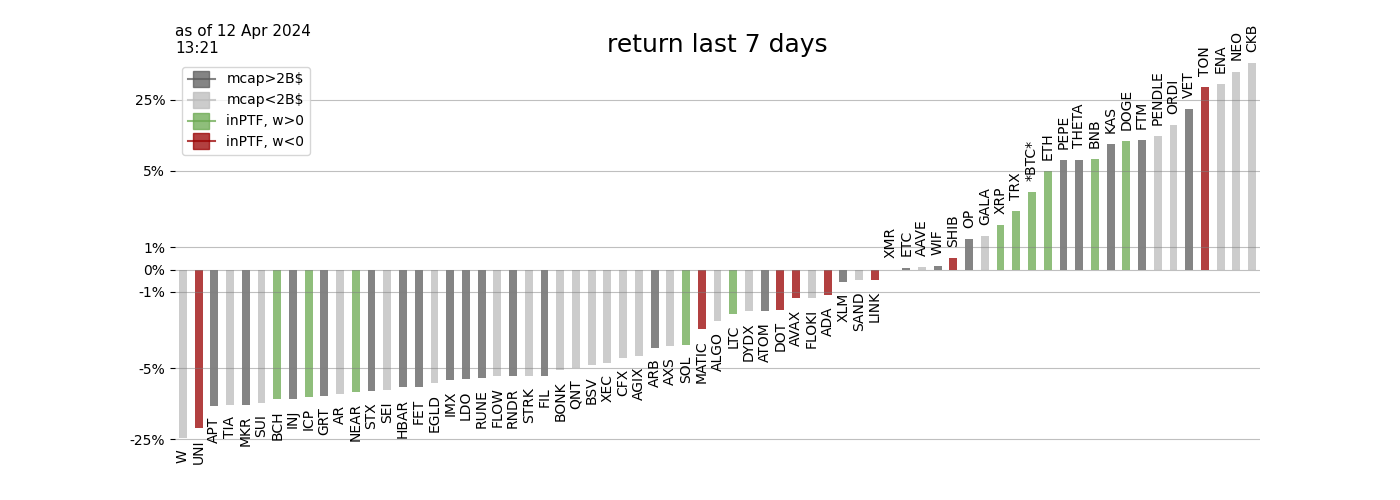 as of 12 Apr 2024
13:21
return last 7 days
mcap>2B$
mcap<2B$
inPTF, w>0
inPTF, w<0
25%
5%
1%
0%
-1%
-5%
-25%
W
UNI
APT
TIA
MKR
SUI
BCH
INJ
ICP
GRT
AR
NEAR
STX
SEI
HBAR
FET
EGLD
IMX
LDO
RUNE
FLOW
RNDR
STRK
FIL
BONK
QNT
BSV
XEC
CFX
AGIX
ARB
AXS
SOL
MATIC
ALGO
LTC
DYDX
ATOM
DOT
AVAX
FLOKI
ADA
XLM
SAND
LINK
XMR
ETC
AAVE
WIF
SHIB
OP
GALA
XRP
TRX
*BTC*
ETH
PEPE
THETA
BNB
KAS
DOGE
FTM
PENDLE
ORDI
VET
TON
ENA
NEO
CKB